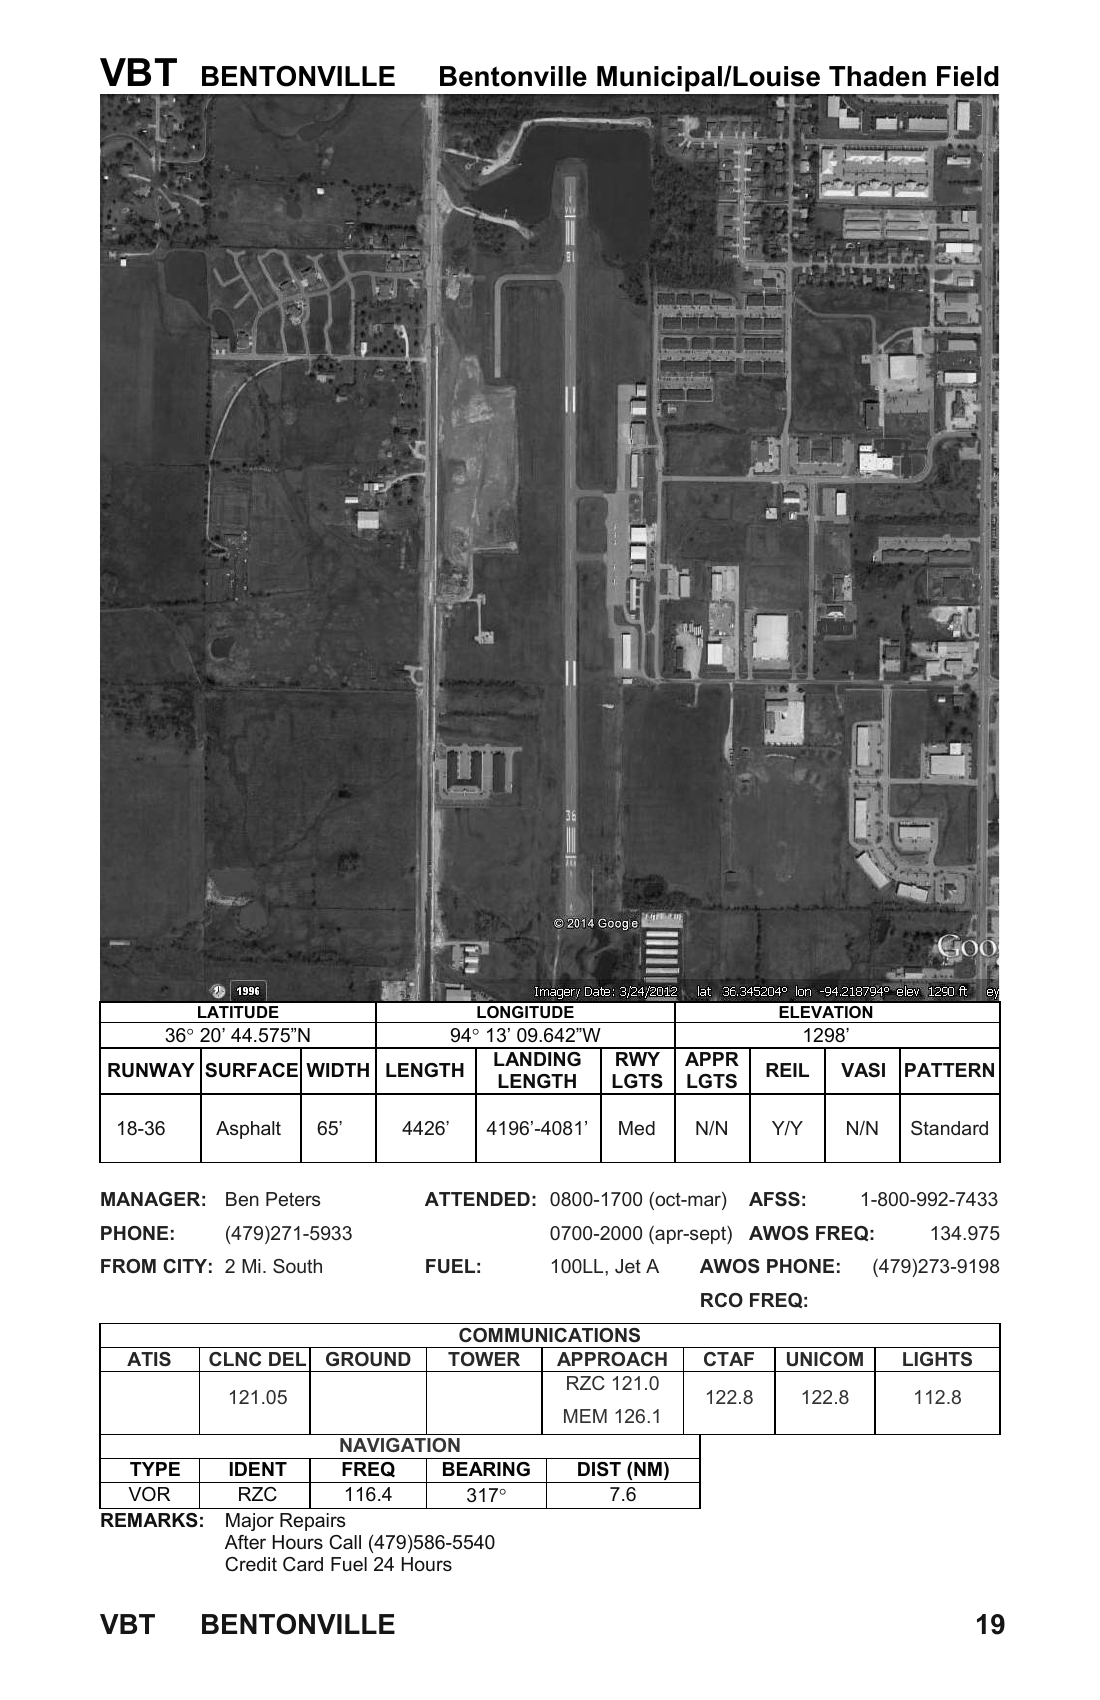 VBT BENTONVILLE Bentonville Municipal/Louise Thaden Field
81
36
© 2014 Google
Goo
1996
Imagery Date: 3/24/2012 lat 36.345204° lon -94.218794° elev 1290 ft ey
LATITUDE LONGITUDE ELEVATION
36° 20’ 44.575”N 94° 13’ 09.642”W 1298’
RUNWAY SURFACE WIDTH LENGTH LANDING LENGTH RWY LGTS APPR LGTS REIL VASI PATTERN
18-36 Asphalt 65’ 4426’ 4196’-4081’ Med N/N Y/Y N/N Standard
MANAGER: Ben Peters ATTENDED: 0800-1700 (oct-mar) AFSS: 1-800-992-7433
PHONE: (479)271-5933 0700-2000 (apr-sept) AWOS FREQ: 134.975
FROM CITY: 2 Mi. South FUEL: 100LL, Jet A AWOS PHONE: (479)273-9198
RCO FREQ:
COMMUNICATIONS
ATIS CLNC DEL GROUND TOWER APPROACH CTAF UNICOM LIGHTS
121.05 RZC 121.0 MEM 126.1 122.8 122.8 112.8
NAVIGATION
TYPE IDENT FREQ BEARING DIST (NM)
VOR RZC 116.4 317° 7.6
REMARKS: Major Repairs
After Hours Call (479)586-5540
Credit Card Fuel 24 Hours
VBT BENTONVILLE 19